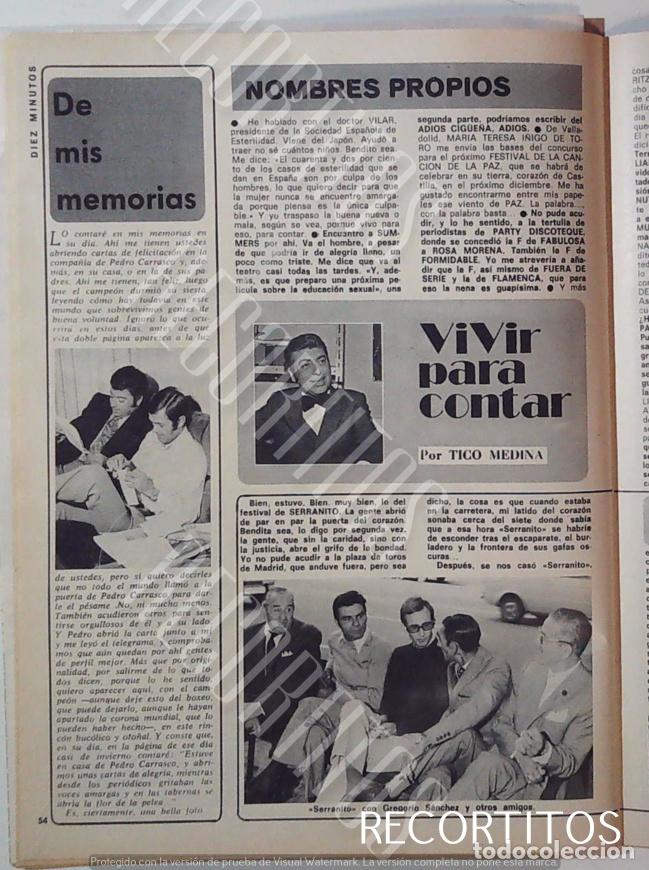 DIEZ MINUTOS
De
mis
memorias
LO contaré en mis memorias en
su día. Ahí me tienen ustedes
abriendo cartas de felicitación en la
compañía de Pedro Carrasco y, ade-
más, en su casa, o en la de sus pa-
dres. Ahí me tienen, tan feliz, luego
que el campeón durmió su siesta,
leyendo cómo hay todavía en este
mundo que sobrevivimos gentes de
buena voluntad. Ignoro lo que ocu-
rrirá en estos días, antes de que
esta doble página aparezca a la luz
de ustedes, pero sí quiero decirles
que no todo el mundo llamó a la
puerta de Pedro Carrasco para dar-
le el pésame. No, ni mucho menos.
También acudieron otros para sen-
tirse orgullosos de él y a su lado
Y Pedro abrió la carta junto a mí
y me leyó el telegrama, y comproba-
mos que aún quedan por ahí gentes
de perfil mejor. Más que por origi-
nalidad, por salirme de lo que to-
dos dicen, porque lo he sentido,
quiero aparecer aquí, con el cam-
peón —aunque deje esto del boxeo,
que puede dejarlo, aunque le hayan
apartado la corona mundial, que lo
pueden haber hecho—, en este rin-
cón bucólico y otoñal. Y conste que,
en su día, en la página de ese día
casi de invierno contaré: "Estuve
en casa de Pedro Carrasco, y abri-
mos unas cartas de alegría, mientras
desde los periódicos gritaban las
voces amargas y en las tabernas se
abría la flor de la pelea..."
Es, ciertamente, una bella foto.
54
NOMBRES PROPIOS
● He hablado con el doctor VILAR,
presidente de la Sociedad Española de
Esterilidad. Viene del Japón. Ayudó a
traer no sé cuántos niños. Bendito sea.
Me dice: «El cuarenta y dos por cien-
to de los casos de esterilidad que se
dan en España son por culpa de los
hombres, lo que quiero decir para que
la mujer nunca se encuentre amarga-
da porque piensa es la única culpa-
ble.» Y yo traspaso la buena nueva o
mala, según se vea, porque vivo para
eso, para contar. ● Encuentro a SUM-
MERS por ahí. Va el hombre, a pesar
de que podría ir de alegría lleno, un
poco como triste. Me dice que va al
teatro casi todas las tardes. «Y, ade-
más, es que preparo una próxima pe-
lícula sobre la educación sexual», una
segunda parte, podríamos escribir del
ADIOS CIGÜEÑA, ADIOS. ● De Valla-
dolid, MARIA TERESA IÑIGO DE TO-
RO me envía las bases del concurso
para el próximo FESTIVAL DE LA CAN-
CION DE LA PAZ, que se habrá de
celebrar en su tierra, corazón de Cas-
tilla, en el próximo diciembre. Me ha
gustado encontrarme entre mis pape-
les ese viento de PAZ. La palabra...,
con la palabra basta... ● No pude acu-
dir, y lo he sentido, a la tertulia de
periodistas de PARTY DISCOTEQUE,
donde se concedió la F de FABULOSA
a ROSA MORENA. También la F de
FORMIDABLE. Yo me atrevería a aña-
dir que la F, así mismo de FUERA DE
SERIE y la de FLAMENCA, que para
eso la nena es guapísima. ● Y más
ViVir
para
contar
Por TICO MEDINA
Bien, estuvo. Bien, muy bien, lo del
festival de SERRANITO. La gente abrió
de par en par la puerta del corazón.
Bendita sea, lo digo por segunda vez,
la gente, que sin la caridad, sino con
la justicia, abre el grifo de la bondad.
Yo no pude acudir a la plaza de toros
de Madrid, que anduve fuera, pero sea
dicho, la cosa es que cuando estaba
en la carretera, mi latido del corazón
sonaba cerca del siete donde sabía
que a esa hora «Serranito» se habría
de esconder tras el escaparate, el bur-
ladero y la frontera de sus gafas os-
curas...
Después, se nos casó «Serranito».
«Serranito» con Gregorio Sánchez y otros amigos.
RECORTITOS
todocoleccion
Protegido con la versión de prueba de Visual Watermark. La versión completa no pone esta marca.